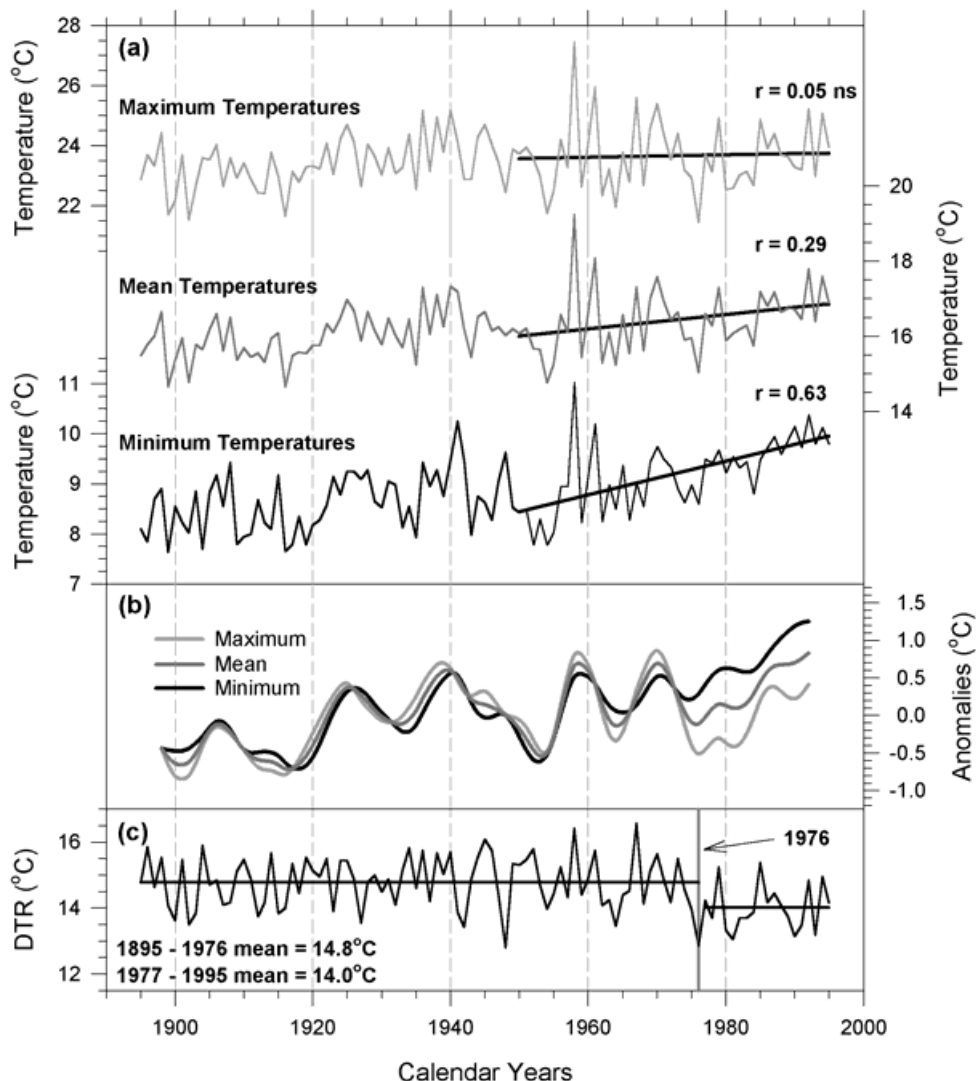 (a)
Temperature (°C)
28
26
24
22
Maximum Temperatures
r = 0.05 ns
Temperature (°C)
20
18
16
14
Mean Temperatures
r = 0.29
Temperature (°C)
11
10
9
8
7
Minimum Temperatures
r = 0.63
(b)
Maximum
Mean
Minimum
Anomalies (°C)
1.5
1.0
0.5
0.0
-0.5
-1.0
(c)
DTR (°C)
16
14
12
1976
1895 - 1976 mean = 14.8°C
1977 - 1995 mean = 14.0°C
1900 1920 1940 1960 1980 2000
Calendar Years